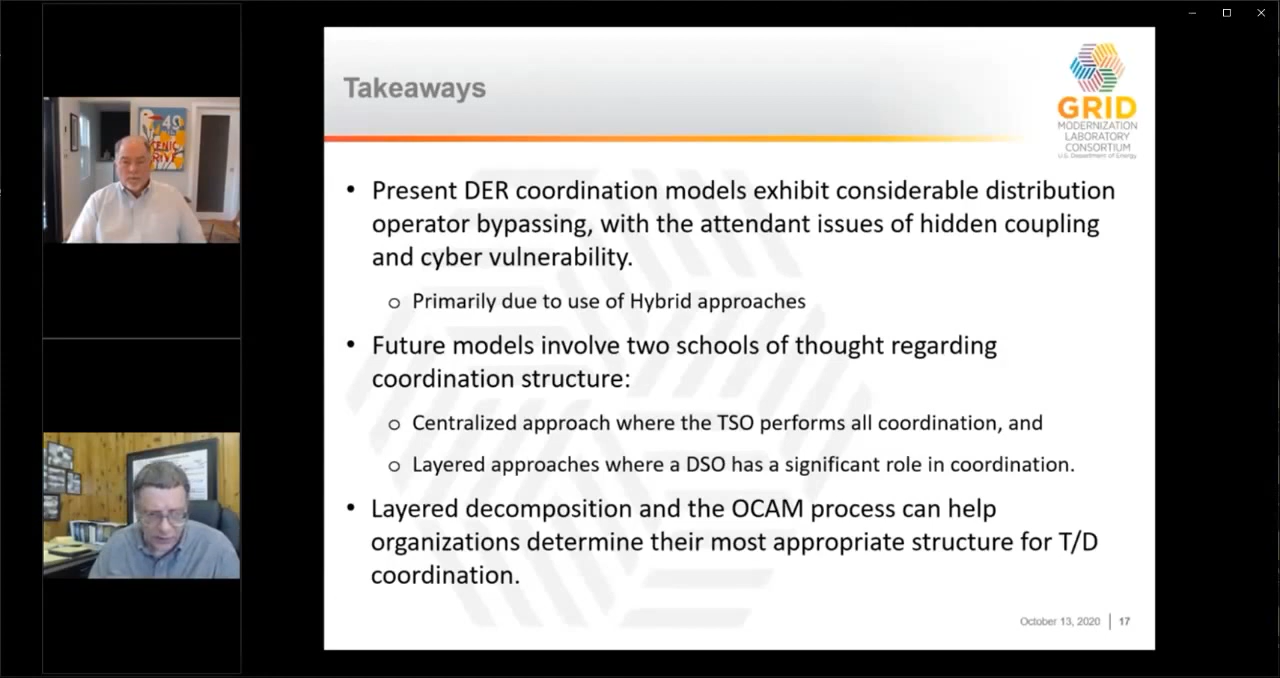 Takeaways
GRID
MODERNIZATION
LABORATORY
CONSORTIUM
U.S. Department of Energy
• Present DER coordination models exhibit considerable distribution
operator bypassing, with the attendant issues of hidden coupling
and cyber vulnerability.
o Primarily due to use of Hybrid approaches
• Future models involve two schools of thought regarding
coordination structure:
o Centralized approach where the TSO performs all coordination, and
o Layered approaches where a DSO has a significant role in coordination.
• Layered decomposition and the OCAM process can help
organizations determine their most appropriate structure for T/D
coordination.
October 13, 2020 | 17
49